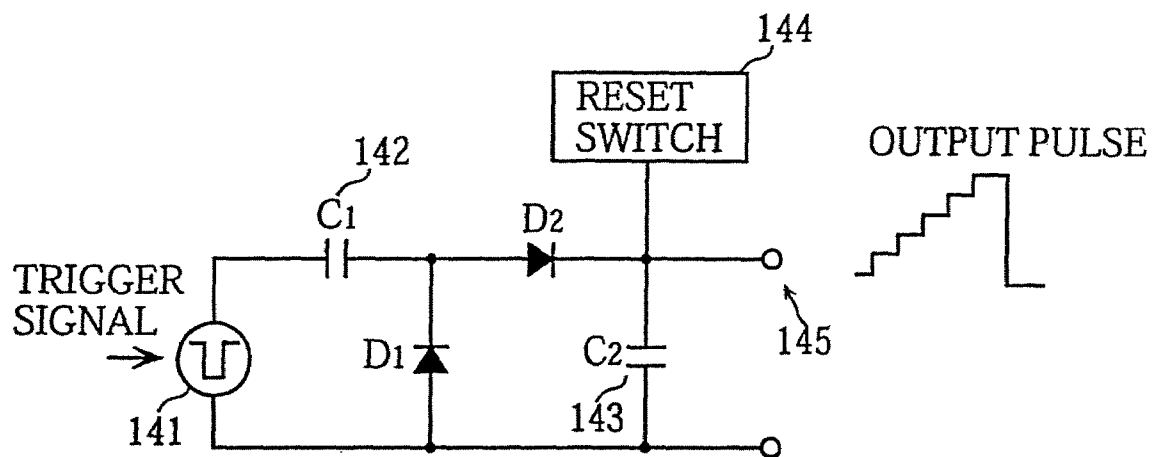 144
RESET
SWITCH
OUTPUT PULSE
142
C1
D2
TRIGGER
SIGNAL
D1
C2
145
141
143